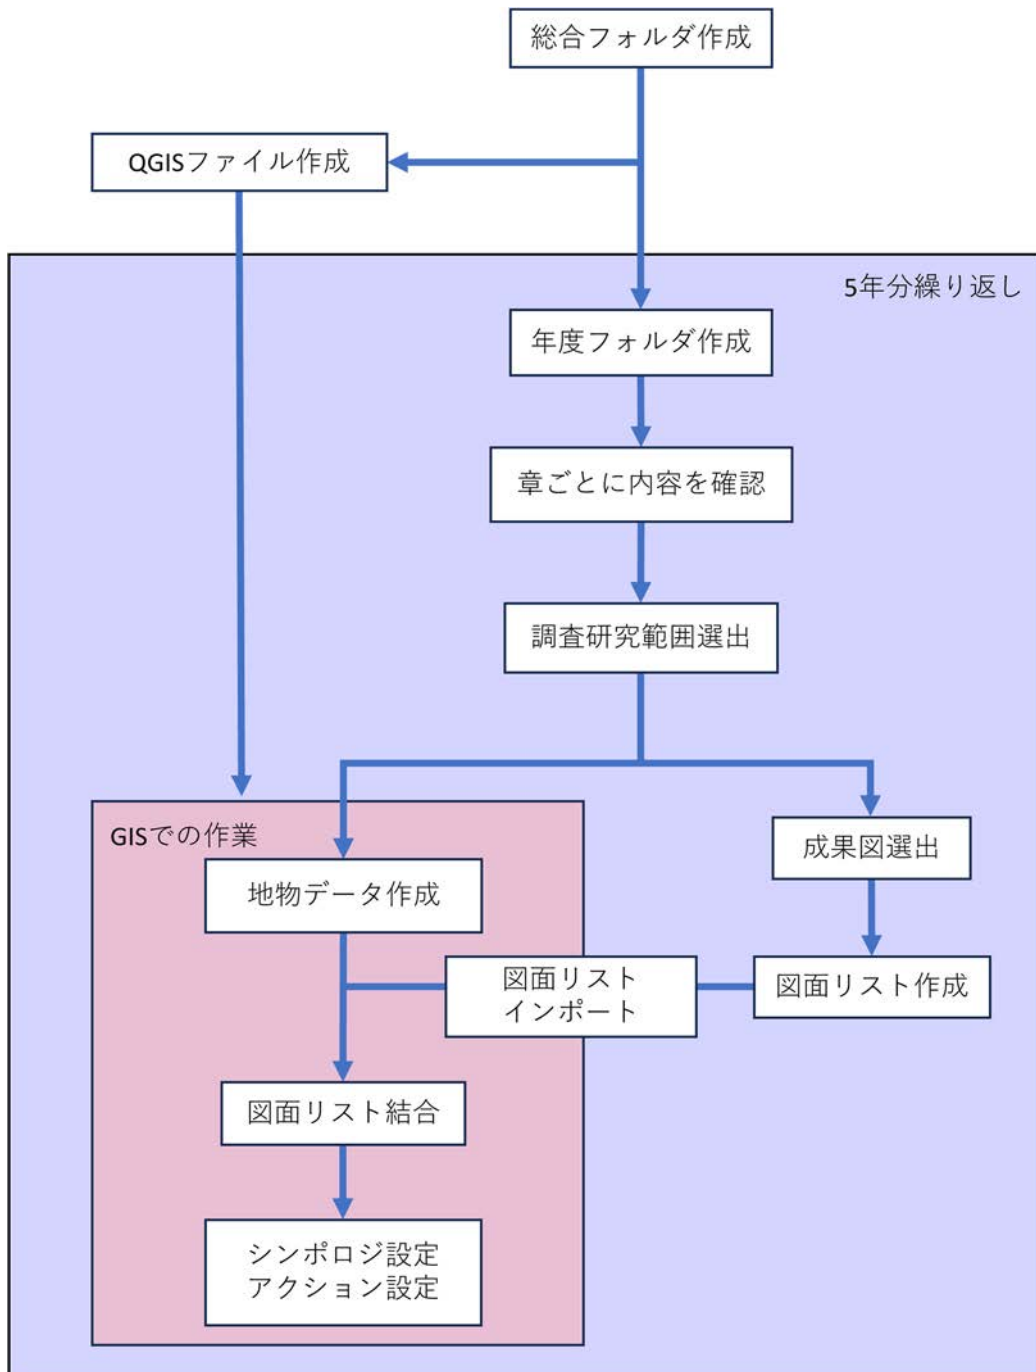 総合フォルダ作成
QGISファイル作成
5年分繰り返し
年度フォルダ作成
章ごとに内容を確認
調査研究範囲選出
GISでの作業
成果図選出
地物データ作成
図面リスト
インポート
図面リスト作成
図面リスト結合
シンポロジ設定
アクション設定